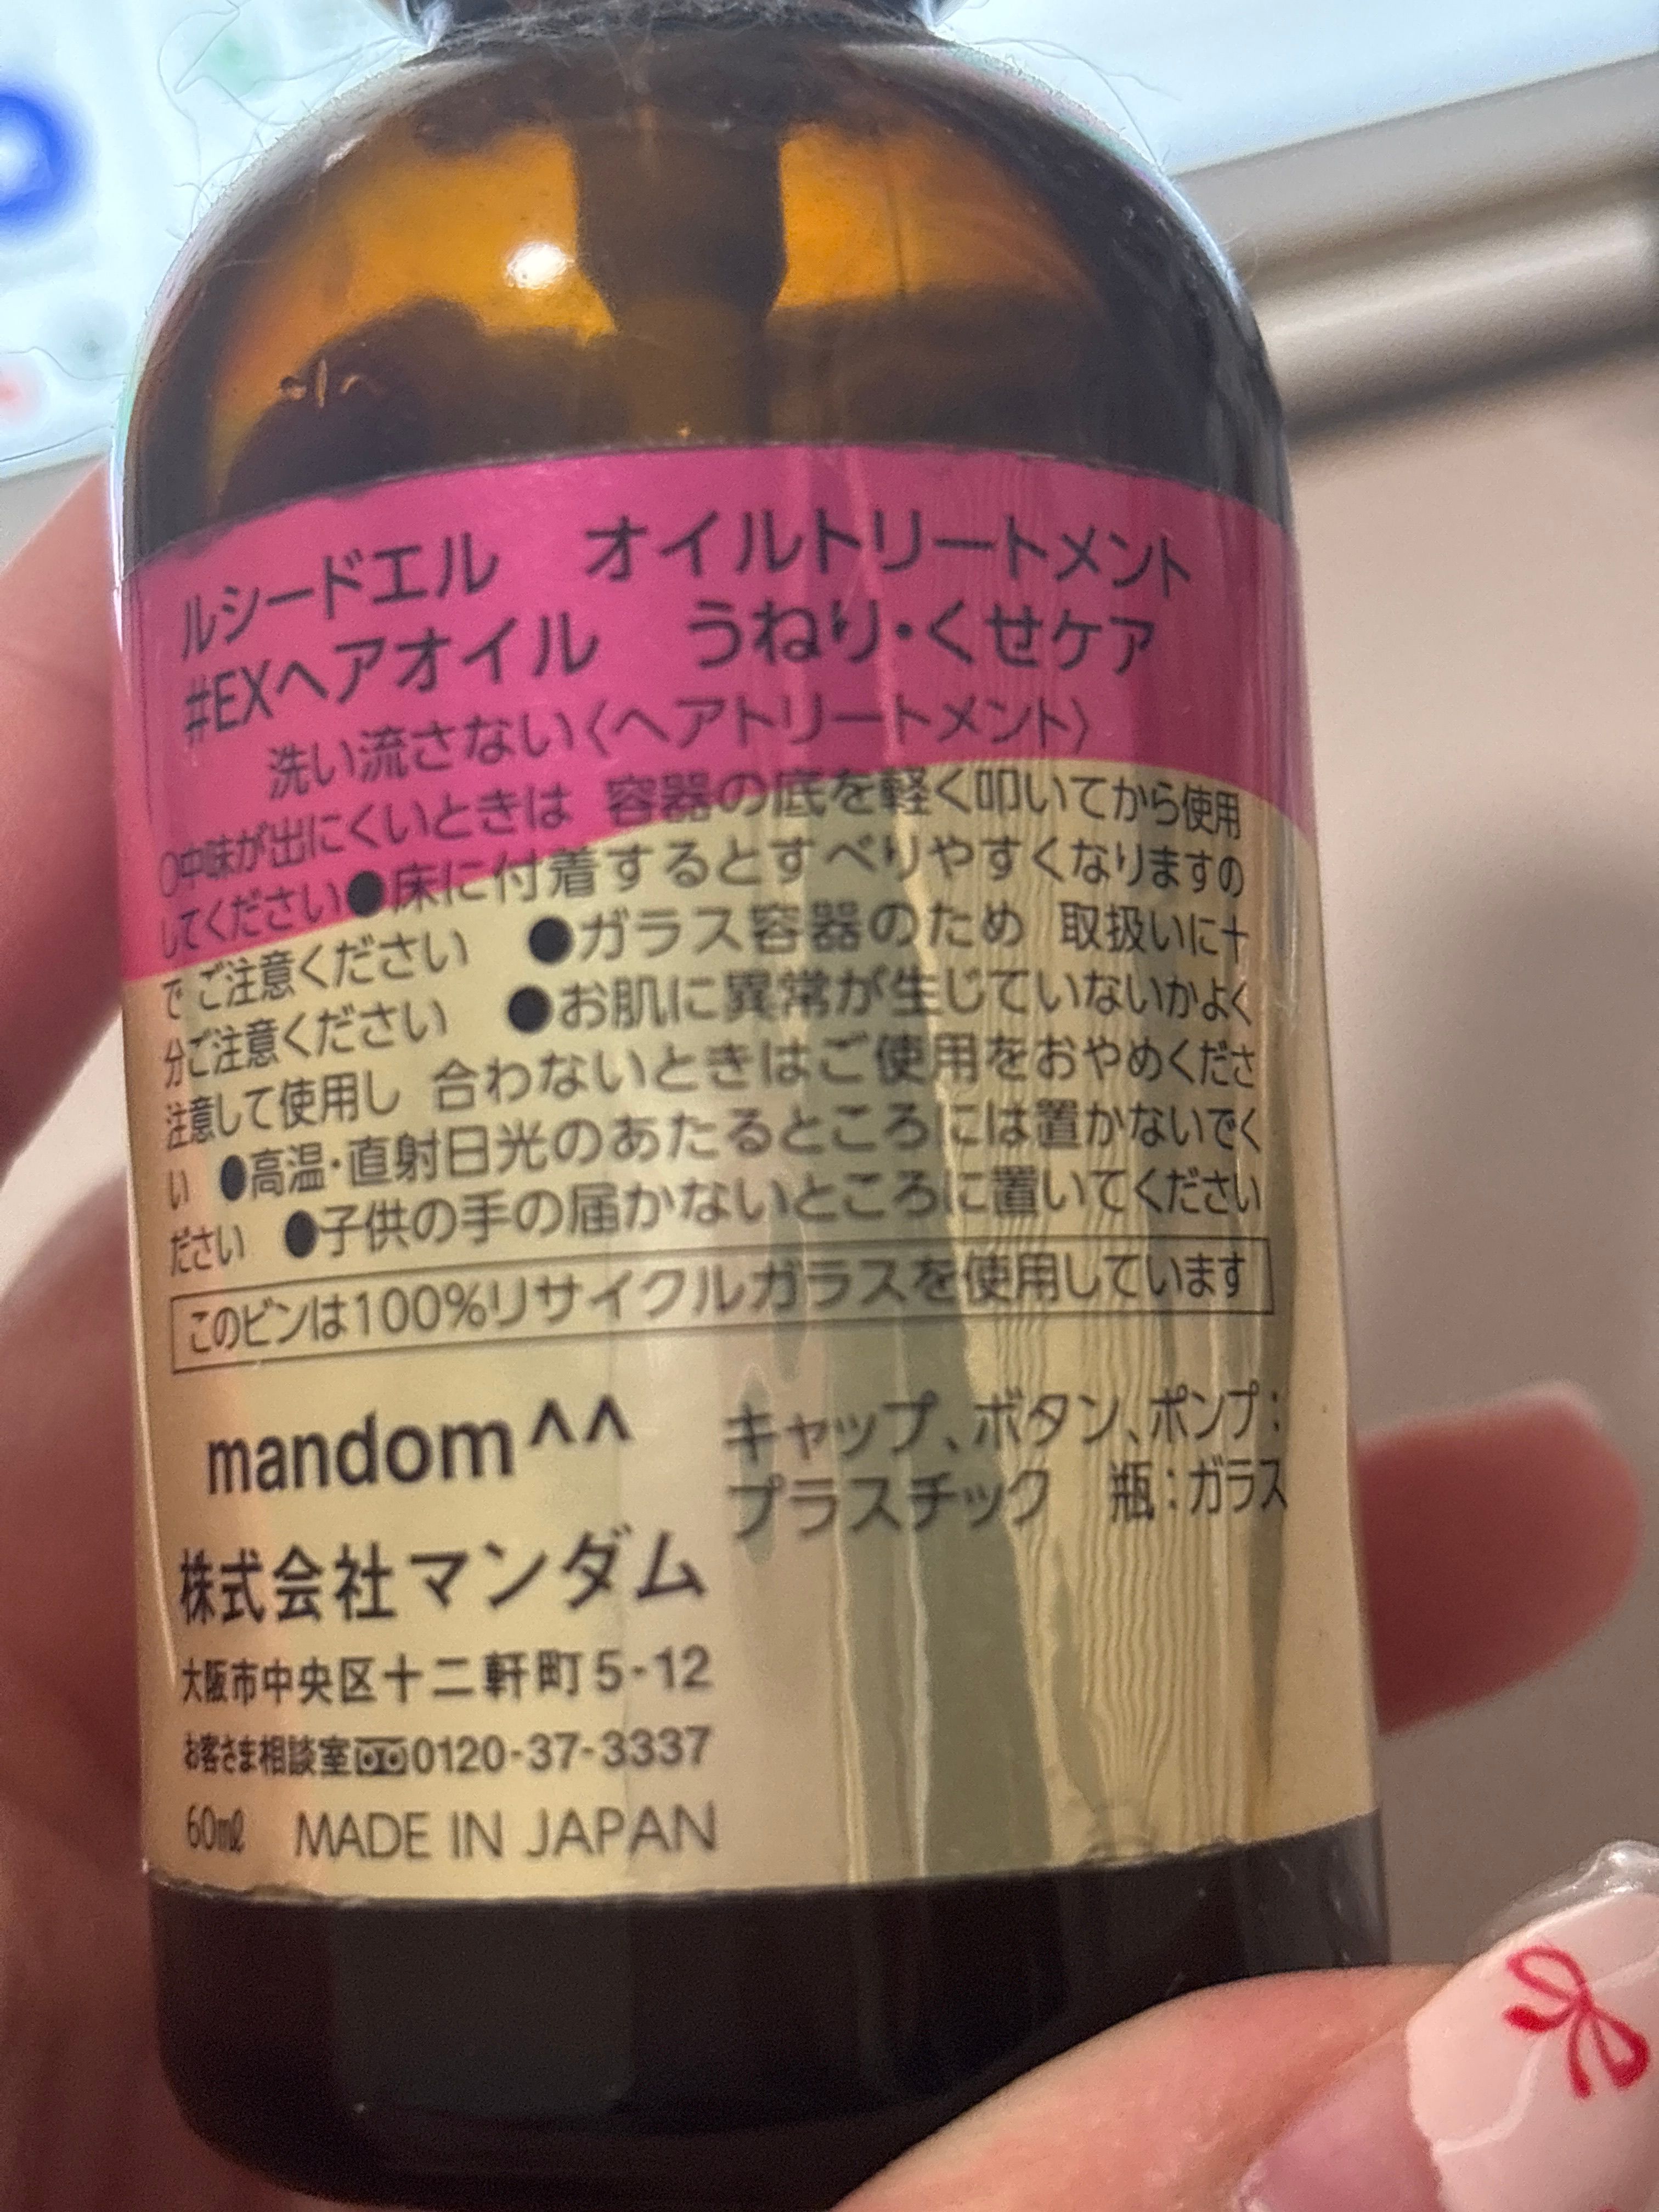 ルシードエル　オイルトリートメント
#EXヘアオイル　うねり・くせケア
洗い流さない〈ヘアトリートメント〉
○中味が出にくいときは 容器の底を軽く叩いてから使用
してください●床に付着するとすべりやすくなりますの
で ご注意ください　●ガラス容器のため 取扱いに十
分ご注意ください　●お肌に異常が生じていないかよく
注意して使用し 合わないときはご使用をおやめくださ
い ●高温・直射日光のあたるところには置かないでく
ださい ●子供の手の届かないところに置いてください
このビンは100%リサイクルガラスを使用しています
mandom^^
キャップ、ボタン、ポンプ：
プラスチック　瓶：ガラス
株式会社マンダム
大阪市中央区十二軒町5-12
お客さま相談室 0120-37-3337
60㎖ MADE IN JAPAN